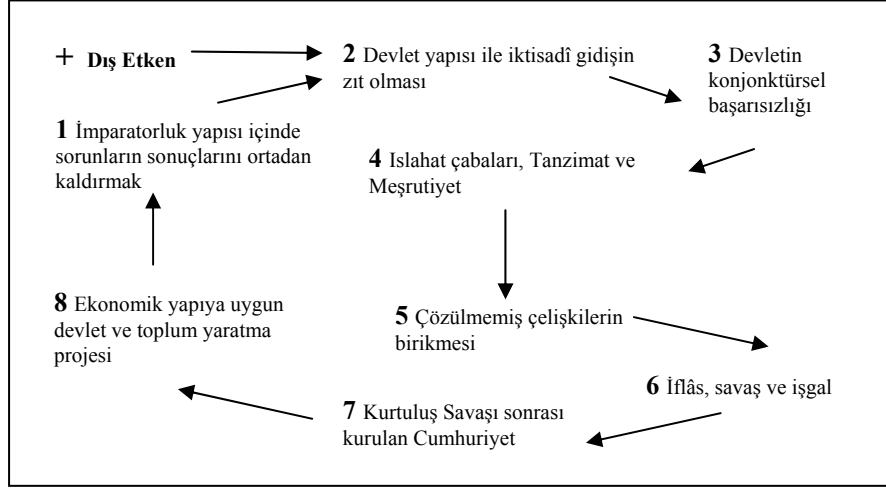 + Dış Etken
2 Devlet yapısı ile iktisadî gidişin
zıt olması
3 Devletin
konjonktürsel
başarısızlığı
1 İmparatorluk yapısı içinde
sorunların sonuçlarını ortadan
kaldırmak
4 Islahat çabaları, Tanzimat ve
Meşrutiyet
8 Ekonomik yapıya uygun
devlet ve toplum yaratma
projesi
5 Çözülmemiş çelişkilerin
birikmesi
6 İflâs, savaş ve işgal
7 Kurtuluş Savaşı sonrası
kurulan Cumhuriyet